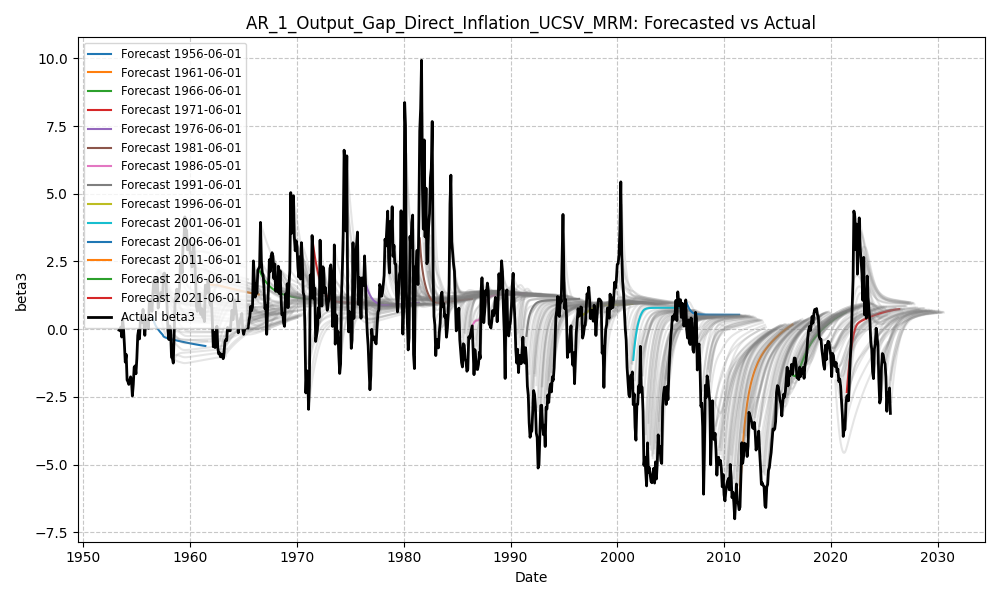 AR_1_Output_Gap_Direct_Inflation_UCSV_MRM: Forecasted vs Actual
Forecast 1956-06-01
Forecast 1961-06-01
Forecast 1966-06-01
Forecast 1971-06-01
Forecast 1976-06-01
Forecast 1981-06-01
Forecast 1986-05-01
Forecast 1991-06-01
Forecast 1996-06-01
Forecast 2001-06-01
Forecast 2006-06-01
Forecast 2011-06-01
Forecast 2016-06-01
Forecast 2021-06-01
Actual beta3
beta3
10.0
7.5
5.0
2.5
0.0
−2.5
−5.0
−7.5
1950
1960
1970
1980
1990
2000
2010
2020
2030
Date